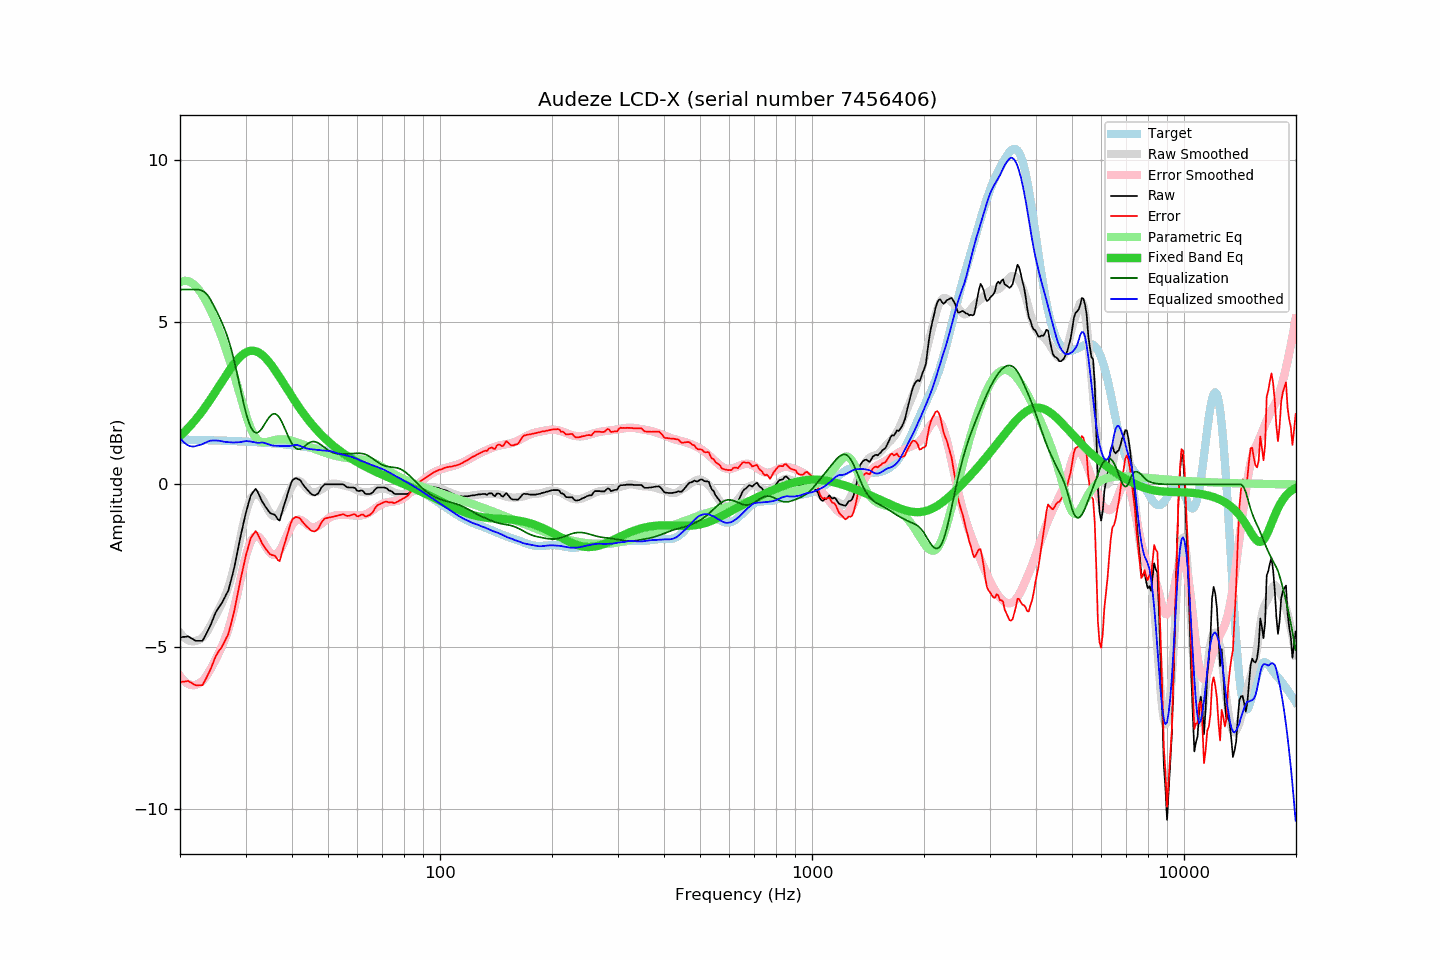 Audeze LCD-X (serial number 7456406)
Target
Raw Smoothed
Error Smoothed
Raw
Error
Parametric Eq
Fixed Band Eq
Equalization
Equalized smoothed
10
5
0
−5
−10
Amplitude (dBr)
100
1000
10000
Frequency (Hz)